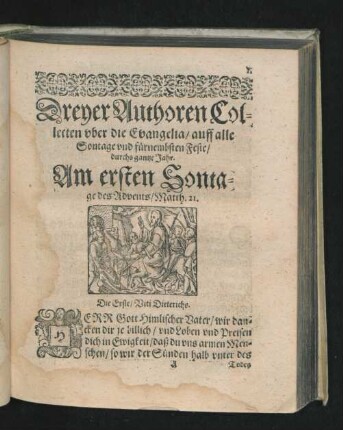 Dreyer Authoren Col-
lecten vber die Evangelia/ auff alle
Sontage vnd fürnembsten Feste/
durchs gantze Jahr.
Am ersten Sonta-
ge des Advents/ Matth. 21.
Die Erste/ Viti Dieterichs.
HERR Gott Himlischer Vater/ wir dan-
cken dir je billich/ vnd Loben vnd Preisen
dich in Ewigkeit/ daß du vns armen Men-
schen/ so wir der Sünden halb vnter des
A Todes